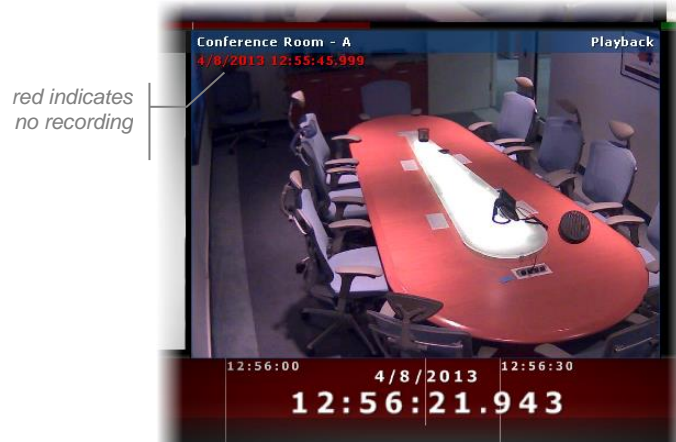 Conference Room - A
Playback
4/8/2013 12:55:45.999
red indicates
no recording
12:56:00
12:56:30
4/8/2013
12:56:21.943